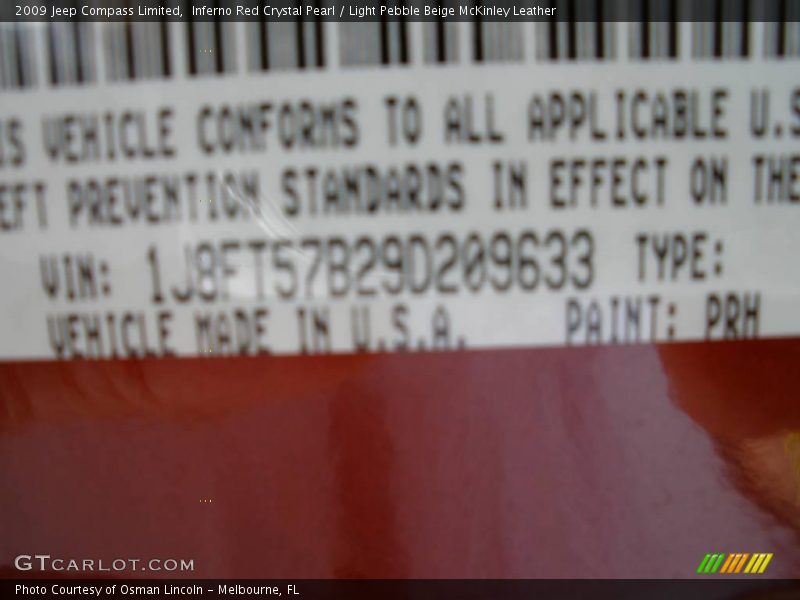 2009 Jeep Compass Limited, Inferno Red Crystal Pearl / Light Pebble Beige McKinley Leather
IS VEHICLE CONFORMS TO ALL APPLICABLE U.S
EFT PREVENTION STANDARDS IN EFFECT ON THE
VIN: 1J8FT57B29D209633 TYPE:
VEHICLE MADE IN U.S.A. PAINT: PRH
GTCARLOT.COM
Photo Courtesy of Osman Lincoln - Melbourne, FL